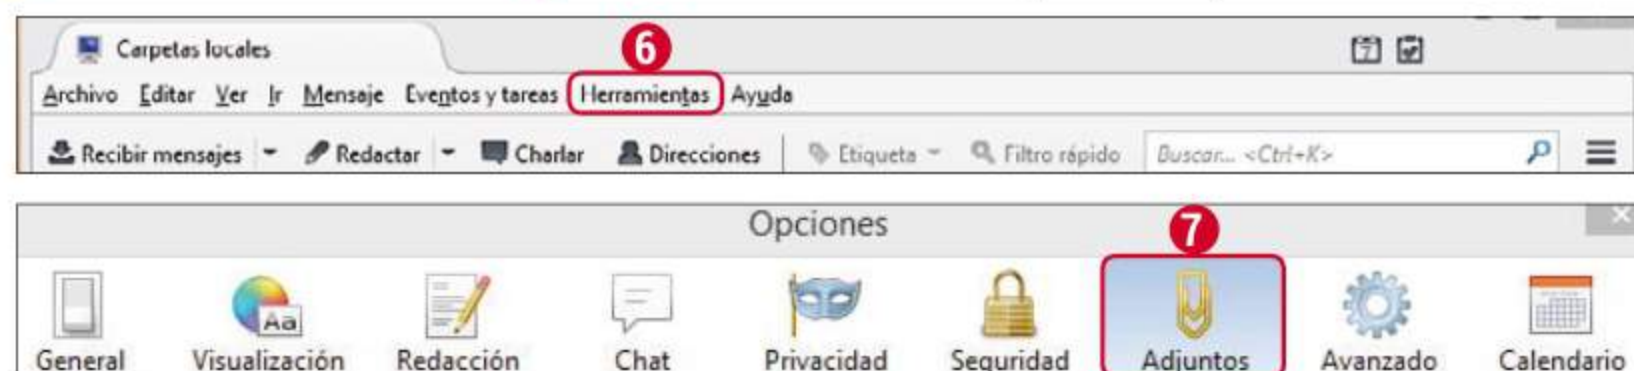 Carpetas locales
6
Archivo Editar Ver Ir Mensaje Eventos y tareas Herramientas Ayuda
Recibir mensajes Redactar Charlar Direcciones Etiqueta Filtro rápido Buscar... <Ctrl+K>
Opciones
7
General Visualización Redacción Chat Privacidad Seguridad Adjuntos Avanzado Calendario